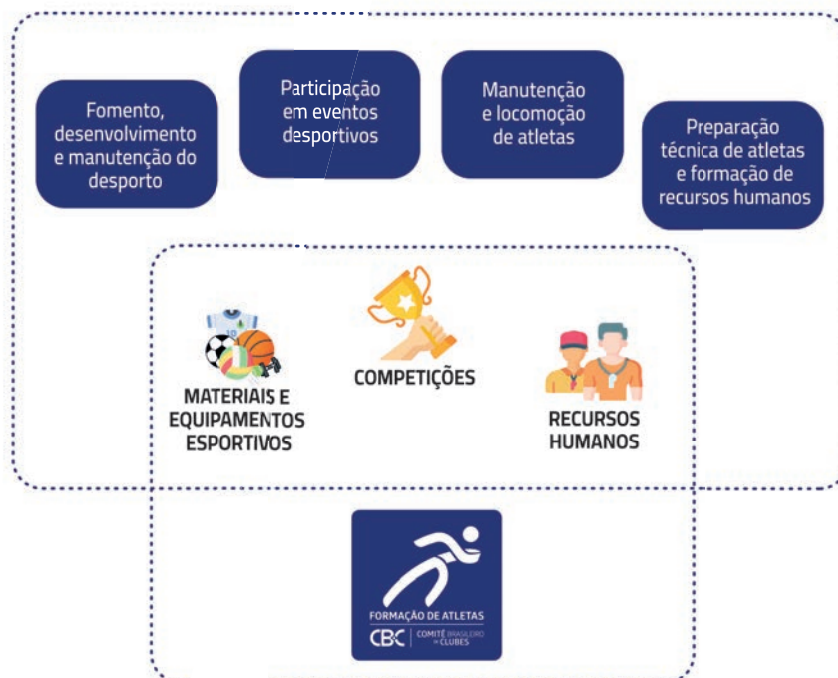 Fomento,
desenvolvimento
e manutenção do
desporto
Participação
em eventos
desportivos
Manutenção
e locomoção
de atletas
Preparação
técnica de atletas
e formação de
recursos humanos
10
MATERIAIS E
EQUIPAMENTOS
ESPORTIVOS
COMPETIÇÕES
RECURSOS
HUMANOS
FORMAÇÃO DE ATLETAS
CBC COMITÊ BRASILEIRO
DE CLUBES